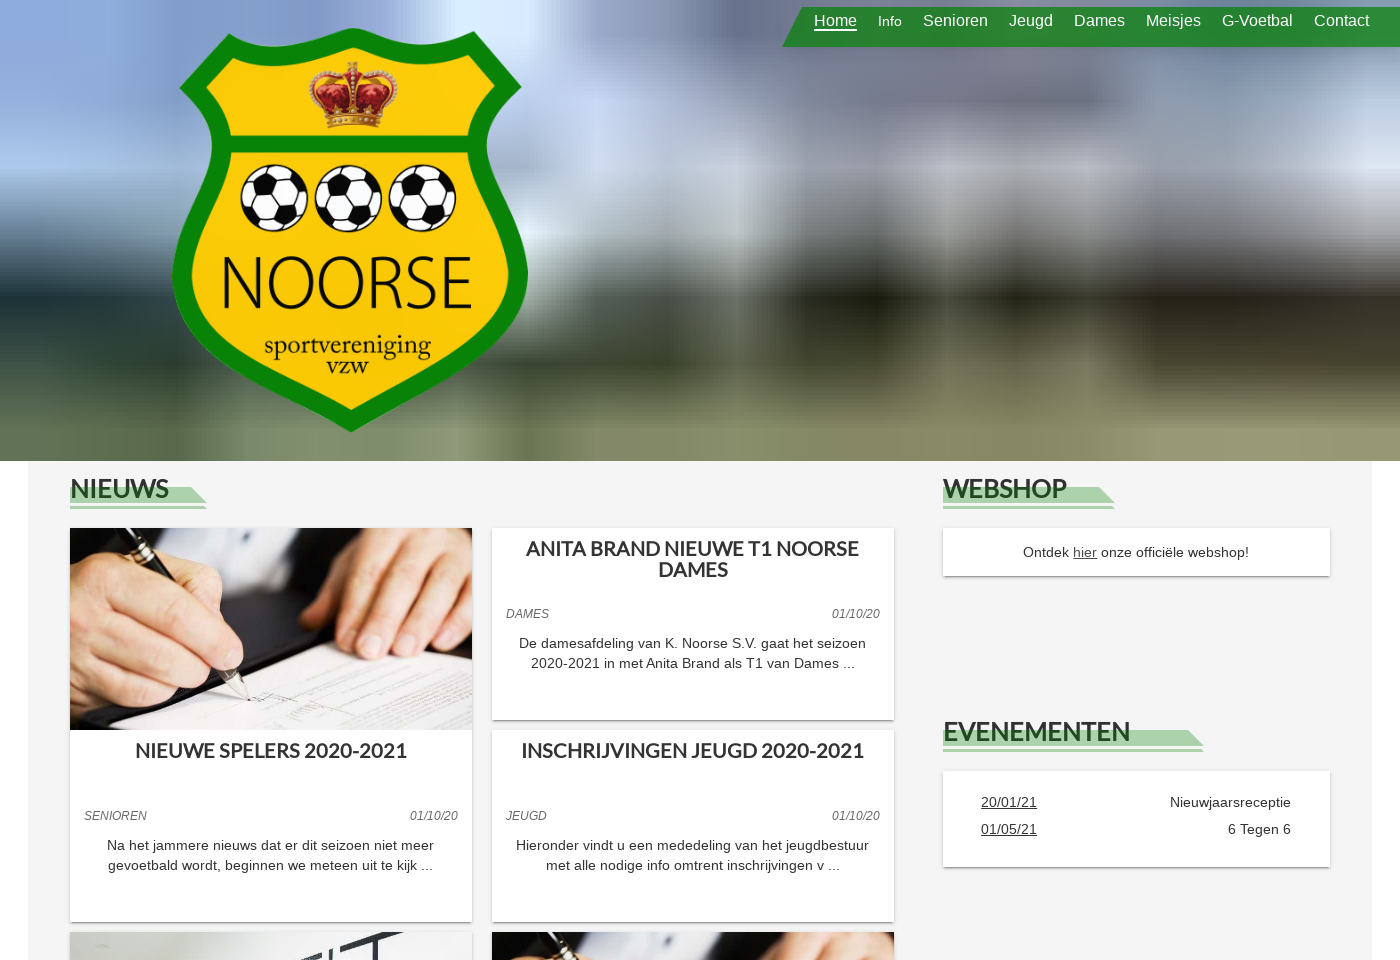 Home Info Senioren Jeugd Dames Meisjes G-Voetbal Contact
NOORSE
sportvereniging
vzw
NIEUWS
NIEUWE SPELERS 2020-2021
SENIOREN 01/10/20
Na het jammere nieuws dat er dit seizoen niet meer
gevoetbald wordt, beginnen we meteen uit te kijk ...
ANITA BRAND NIEUWE T1 NOORSE
DAMES
DAMES 01/10/20
De damesafdeling van K. Noorse S.V. gaat het seizoen
2020-2021 in met Anita Brand als T1 van Dames ...
INSCHRIJVINGEN JEUGD 2020-2021
JEUGD 01/10/20
Hieronder vindt u een mededeling van het jeugdbestuur
met alle nodige info omtrent inschrijvingen v ...
WEBSHOP
Ontdek hier onze officiële webshop!
EVENEMENTEN
20/01/21 Nieuwjaarsreceptie
01/05/21 6 Tegen 6